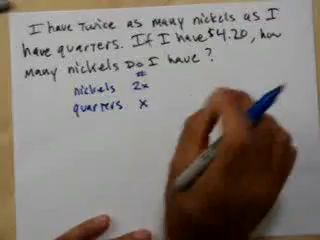 I have Twice as many nickels as I
have quarters. If I have $4.20, how
many nickels Do I have?
#
nickels 2x
quarters x